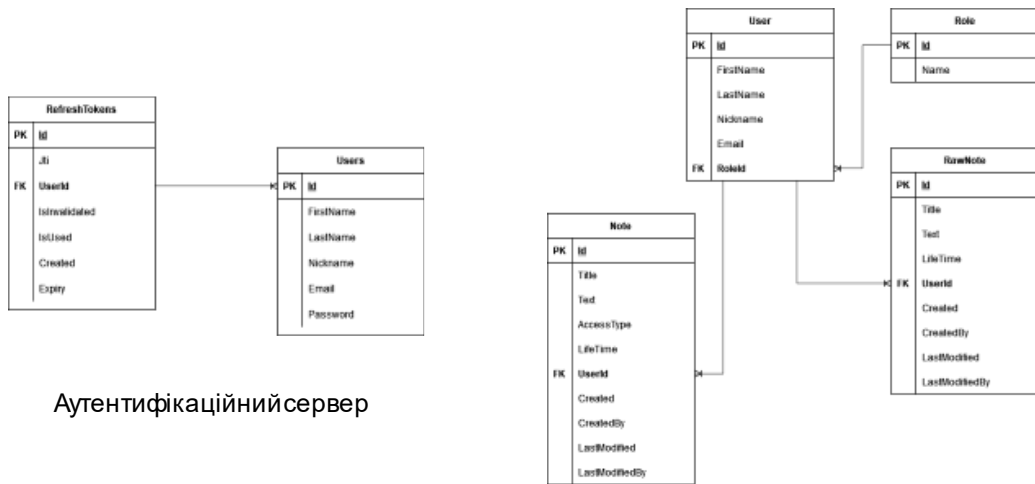 RefreshTokens
PK Id
Jti
FK UserId
IsInvalidated
IsUsed
Created
Expiry
Users
PK Id
FirstName
LastName
Nickname
Email
Password
Аутентифікаційний сервер
User
PK Id
FirstName
LastName
Nickname
Email
FK RoleId
Role
PK Id
Name
Note
PK Id
Title
Text
AccessType
LifeTime
FK UserId
Created
CreatedBy
LastModified
LastModifiedBy
RawNote
PK Id
Title
Text
LifeTime
FK UserId
Created
CreatedBy
LastModified
LastModifiedBy